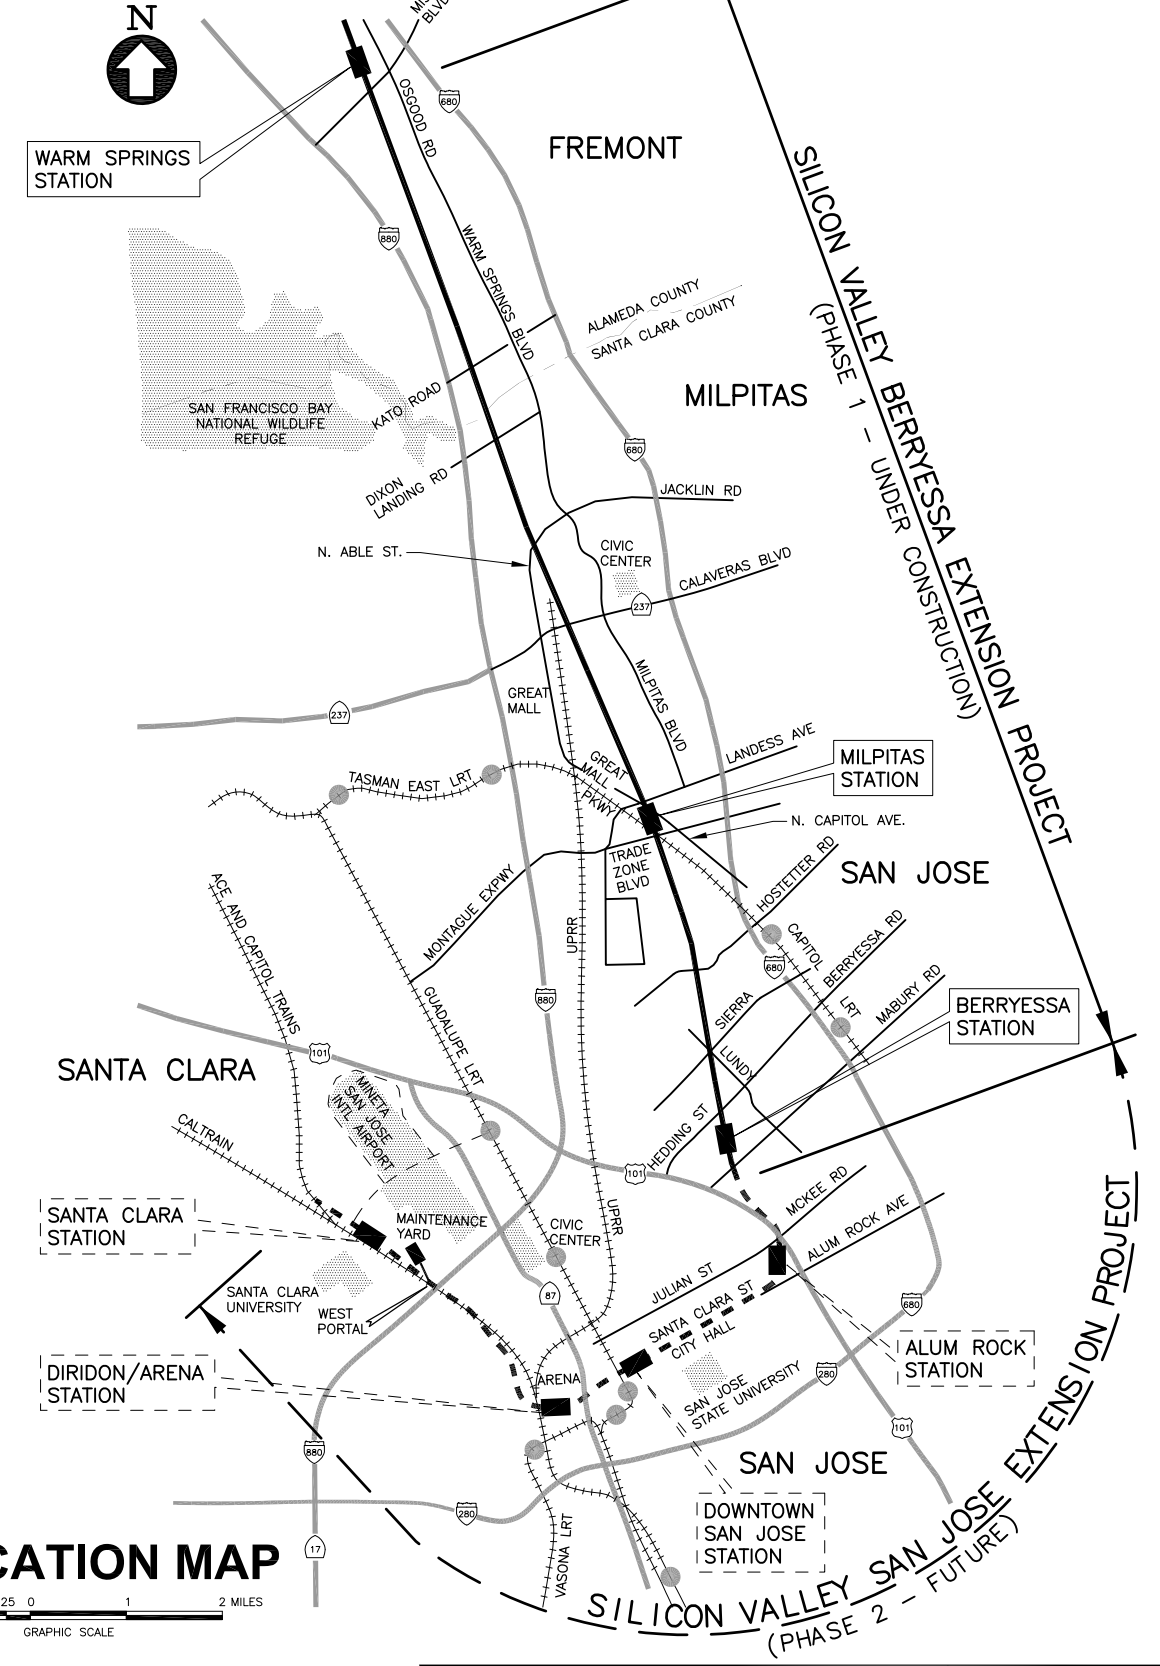 N
BLVD
680
OSGOOD RD
FREMONT
WARM SPRINGS
STATION
SILICON VALLEY BERRYESSA EXTENSION PROJECT
(PHASE 1 – UNDER CONSTRUCTION)
880
WARM SPRINGS BLVD
ALAMEDA COUNTY
SANTA CLARA COUNTY
MILPITAS
SAN FRANCISCO BAY
NATIONAL WILDLIFE
REFUGE
KATO ROAD
680
DIXON
LANDING RD
JACKLIN RD
N. ABLE ST.
CIVIC
CENTER
CALAVERAS BLVD
237
MILPITAS BLVD
GREAT
MALL
237
LANDESS AVE
MILPITAS
STATION
GREAT
MALL
PKWY
TASMAN EAST LRT
N. CAPITOL AVE.
TRADE
ZONE
BLVD
HOSTETTER RD
SAN JOSE
MONTAGUE EXPWY
UPRR
CAPITOL
LRT
BERRYESSA RD
ACE AND CAPITOL TRAINS
680
MABURY RD
GUADALUPE LRT
880
SIERRA
BERRYESSA
STATION
101
LUNDY
SANTA CLARA
MINETA
SAN JOSE
INTL AIRPORT
CALTRAIN
HEDDING ST
101
MCKEE RD
SANTA CLARA
STATION
MAINTENANCE
YARD
CIVIC
CENTER
UPRR
ALUM ROCK AVE
SANTA CLARA
UNIVERSITY
WEST
PORTAL
87
JULIAN ST
SANTA CLARA ST
CITY HALL
680
ALUM ROCK
STATION
DIRIDON/ARENA
STATION
ARENA
SAN JOSE
STATE UNIVERSITY
280
101
880
SAN JOSE
280
DOWNTOWN
SAN JOSE
STATION
17
VASONA LRT
SILICON VALLEY SAN JOSE EXTENSION PROJECT
(PHASE 2 – FUTURE)
CATION MAP
25 0 1 2 MILES
GRAPHIC SCALE